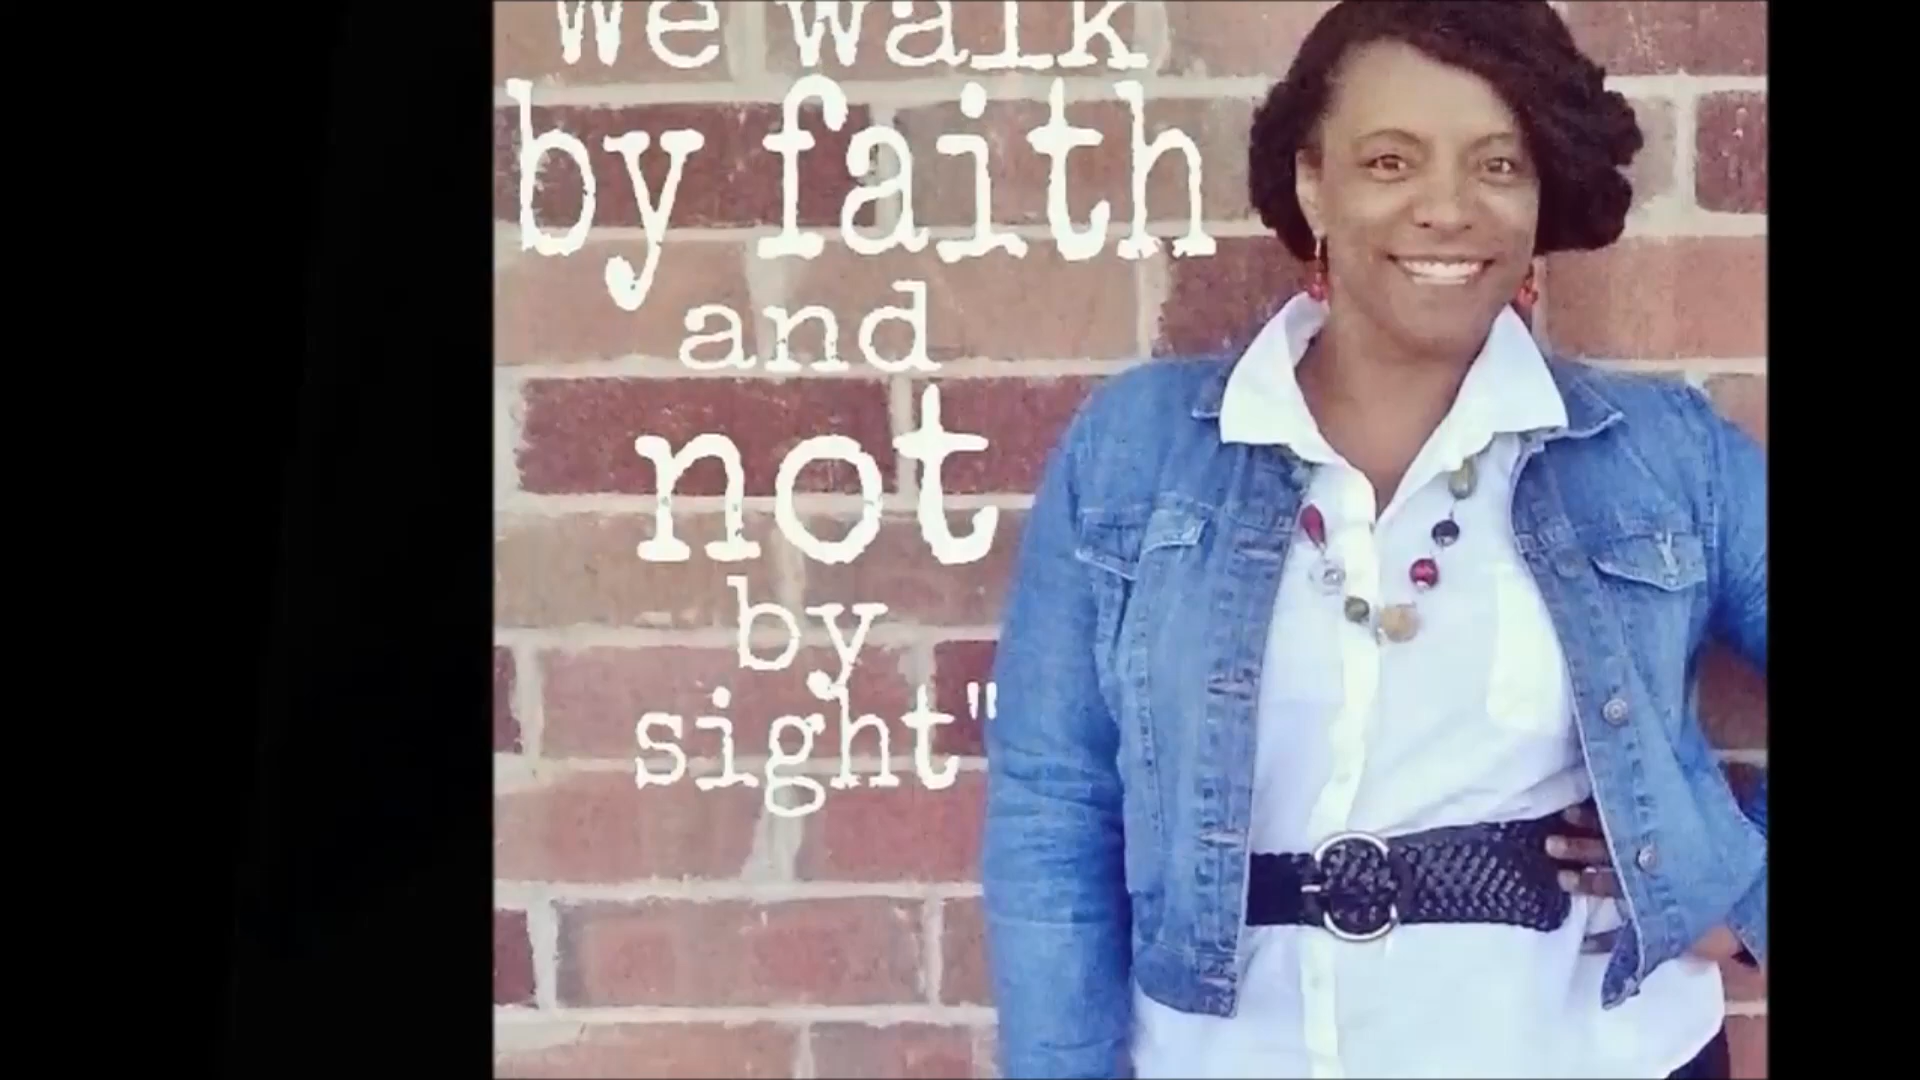 we walk
by faith
and
not
by
sight"